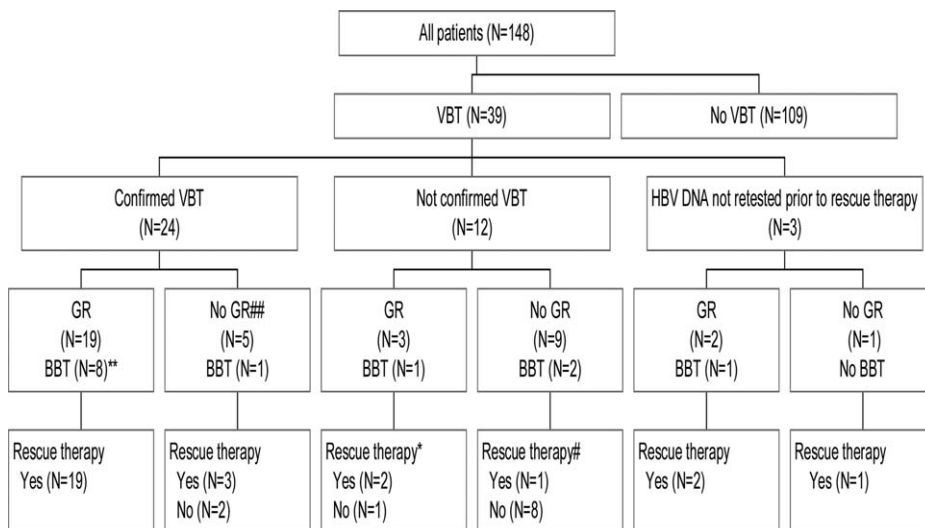 All patients (N=148)
VBT (N=39)
No VBT (N=109)
Confirmed VBT
(N=24)
Not confirmed VBT
(N=12)
HBV DNA not retested prior to rescue therapy
(N=3)
GR
(N=19)
BBT (N=8)**
No GR##
(N=5)
BBT (N=1)
GR
(N=3)
BBT (N=1)
No GR
(N=9)
BBT (N=2)
GR
(N=2)
BBT (N=1)
No GR
(N=1)
No BBT
Rescue therapy
Yes (N=19)
Rescue therapy
Yes (N=3)
No (N=2)
Rescue therapy*
Yes (N=2)
No (N=1)
Rescue therapy#
Yes (N=1)
No (N=8)
Rescue therapy
Yes (N=2)
Rescue therapy
Yes (N=1)